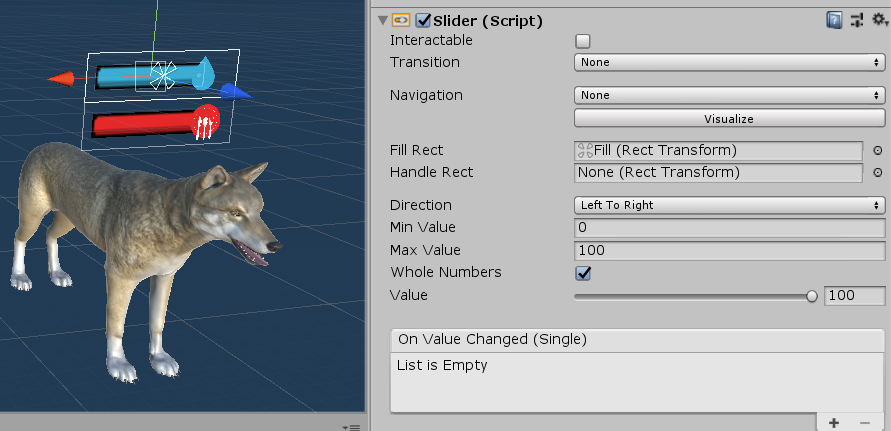 Slider (Script)
Interactable
Transition None
Navigation None
Visualize
Fill Rect Fill (Rect Transform)
Handle Rect None (Rect Transform)
Direction Left To Right
Min Value 0
Max Value 100
Whole Numbers
Value 100
On Value Changed (Single)
List is Empty